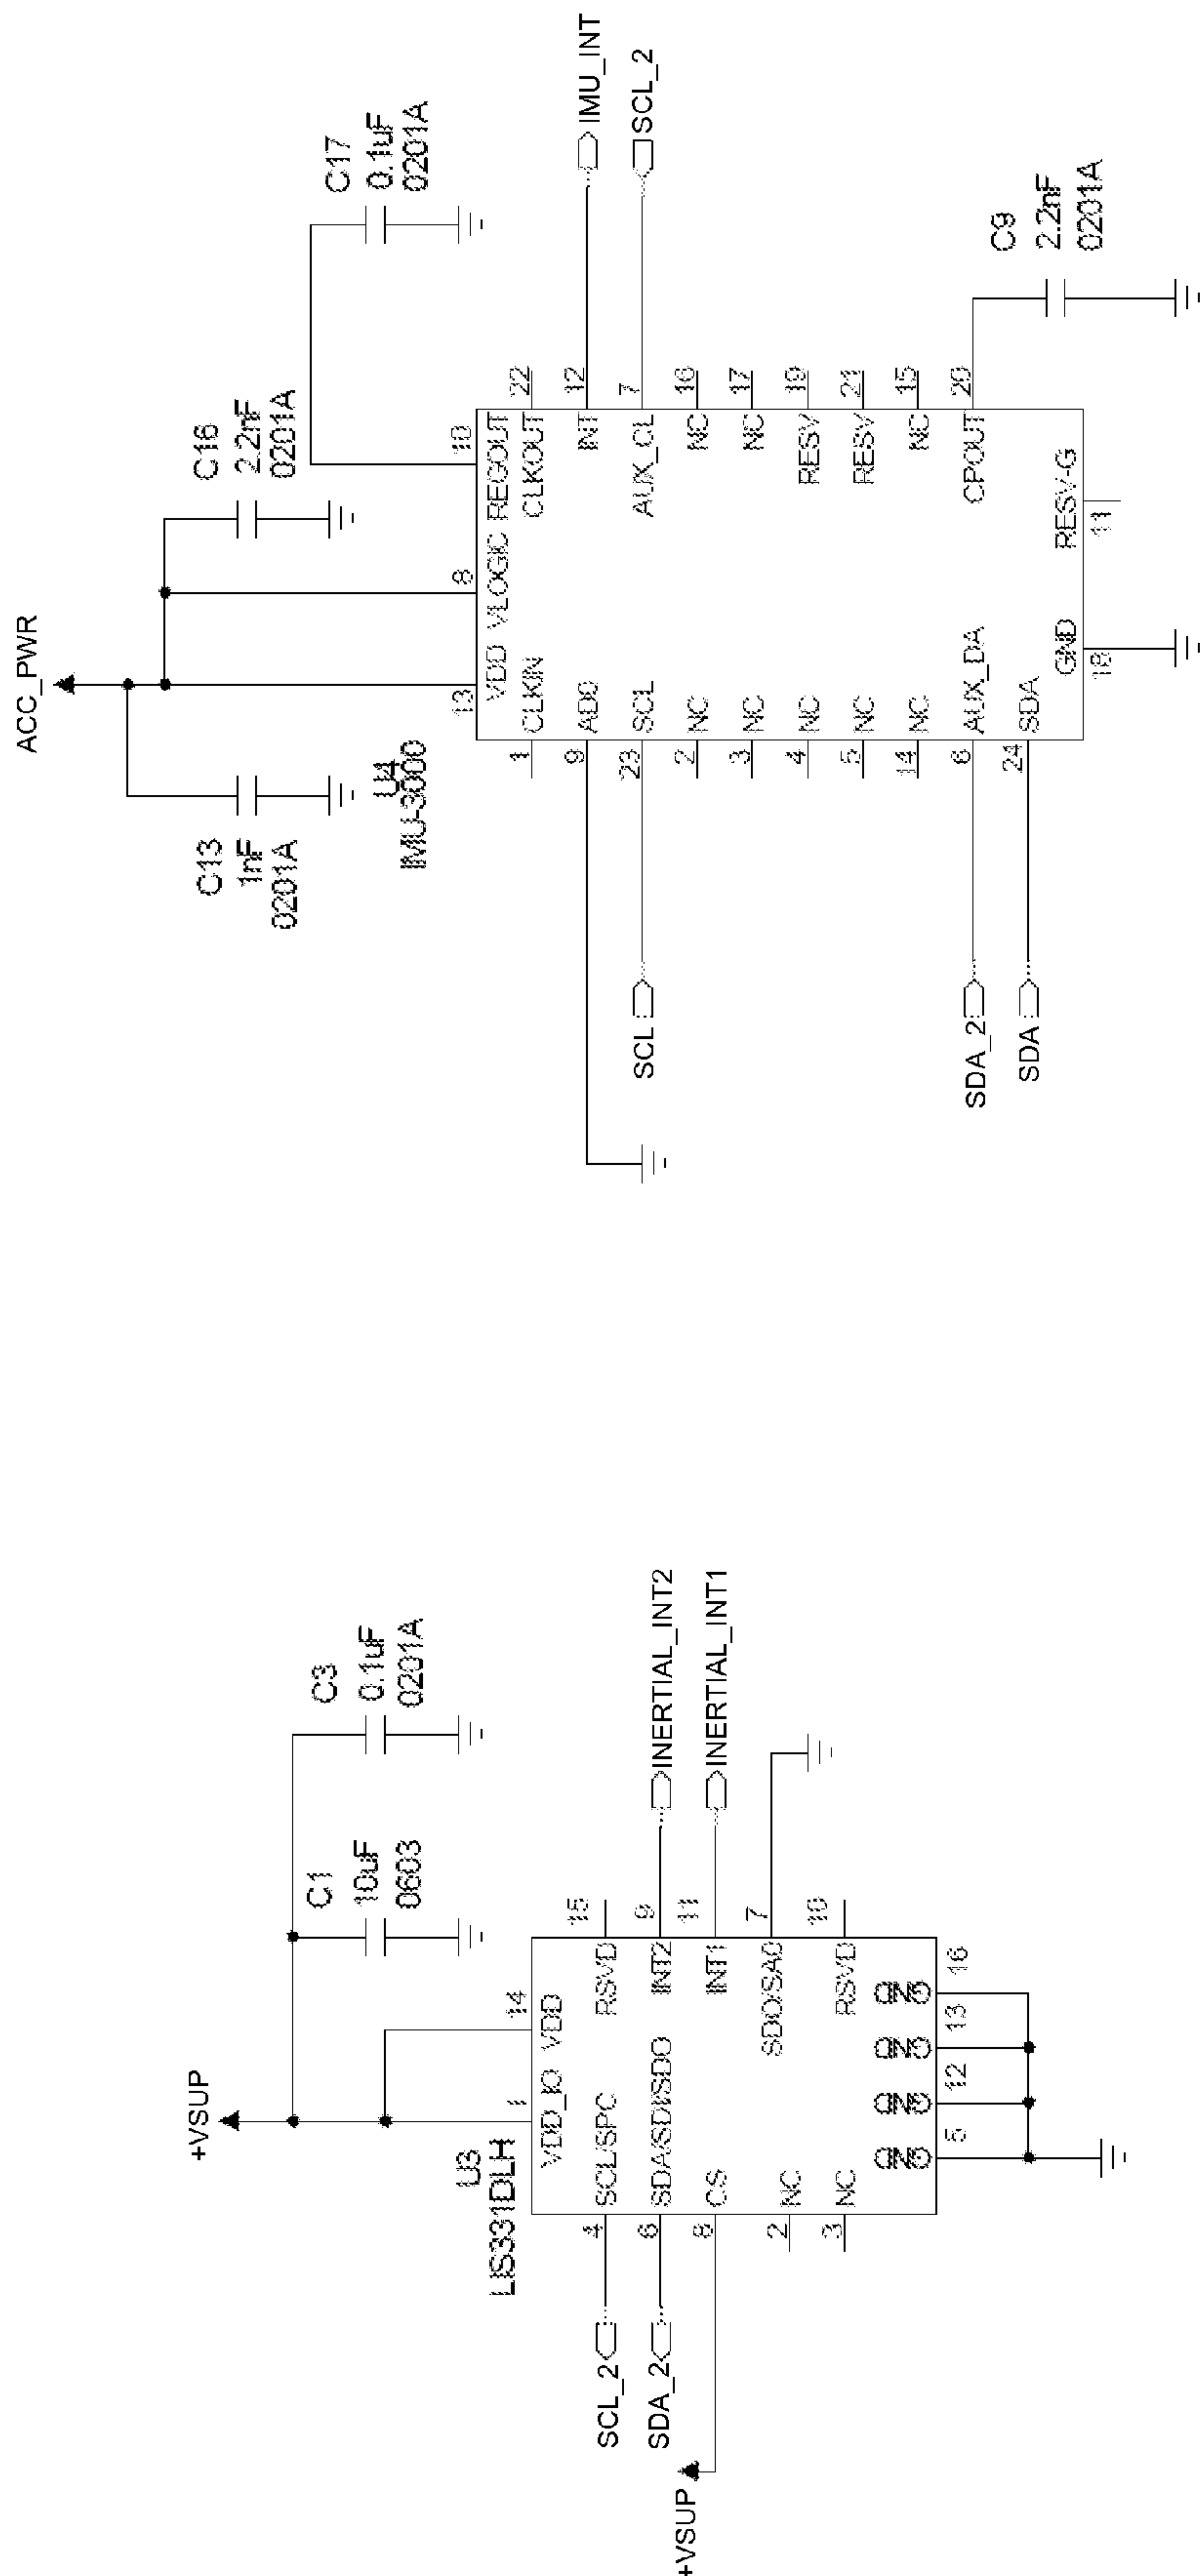 +VSUP
C1
10uF
0603
C3
0.1uF
0201A
U3
LIS331DLH
1
14
VDD_IO
VDD
SCL_2
4
SCL/SPC
RSVD
15
SDA_2
6
SDA/SDI/SDO
INT2
9
INERTIAL_INT2
+VSUP
8
CS
INT1
11
INERTIAL_INT1
SDO/SA0
7
2
NC
3
NC
RSVD
10
GND
GND
GND
GND
5
12
13
16
ACC_PWR
C13
1nF
0201A
C16
2.2nF
0201A
C17
0.1uF
0201A
U4
IMU-3000
13
8
10
VDD
VLOGIC
REGOUT
1
CLKIN
CLKOUT
22
9
AD0
INT
12
IMU_INT
SCL
23
SCL
AUX_CL
7
SCL_2
2
NC
NC
16
3
NC
NC
17
4
NC
RESV
19
5
NC
RESV
21
14
NC
NC
15
SDA_2
6
AUX_DA
CPOUT
20
SDA
24
SDA
C9
2.2nF
0201A
GND
RESV-G
18
11